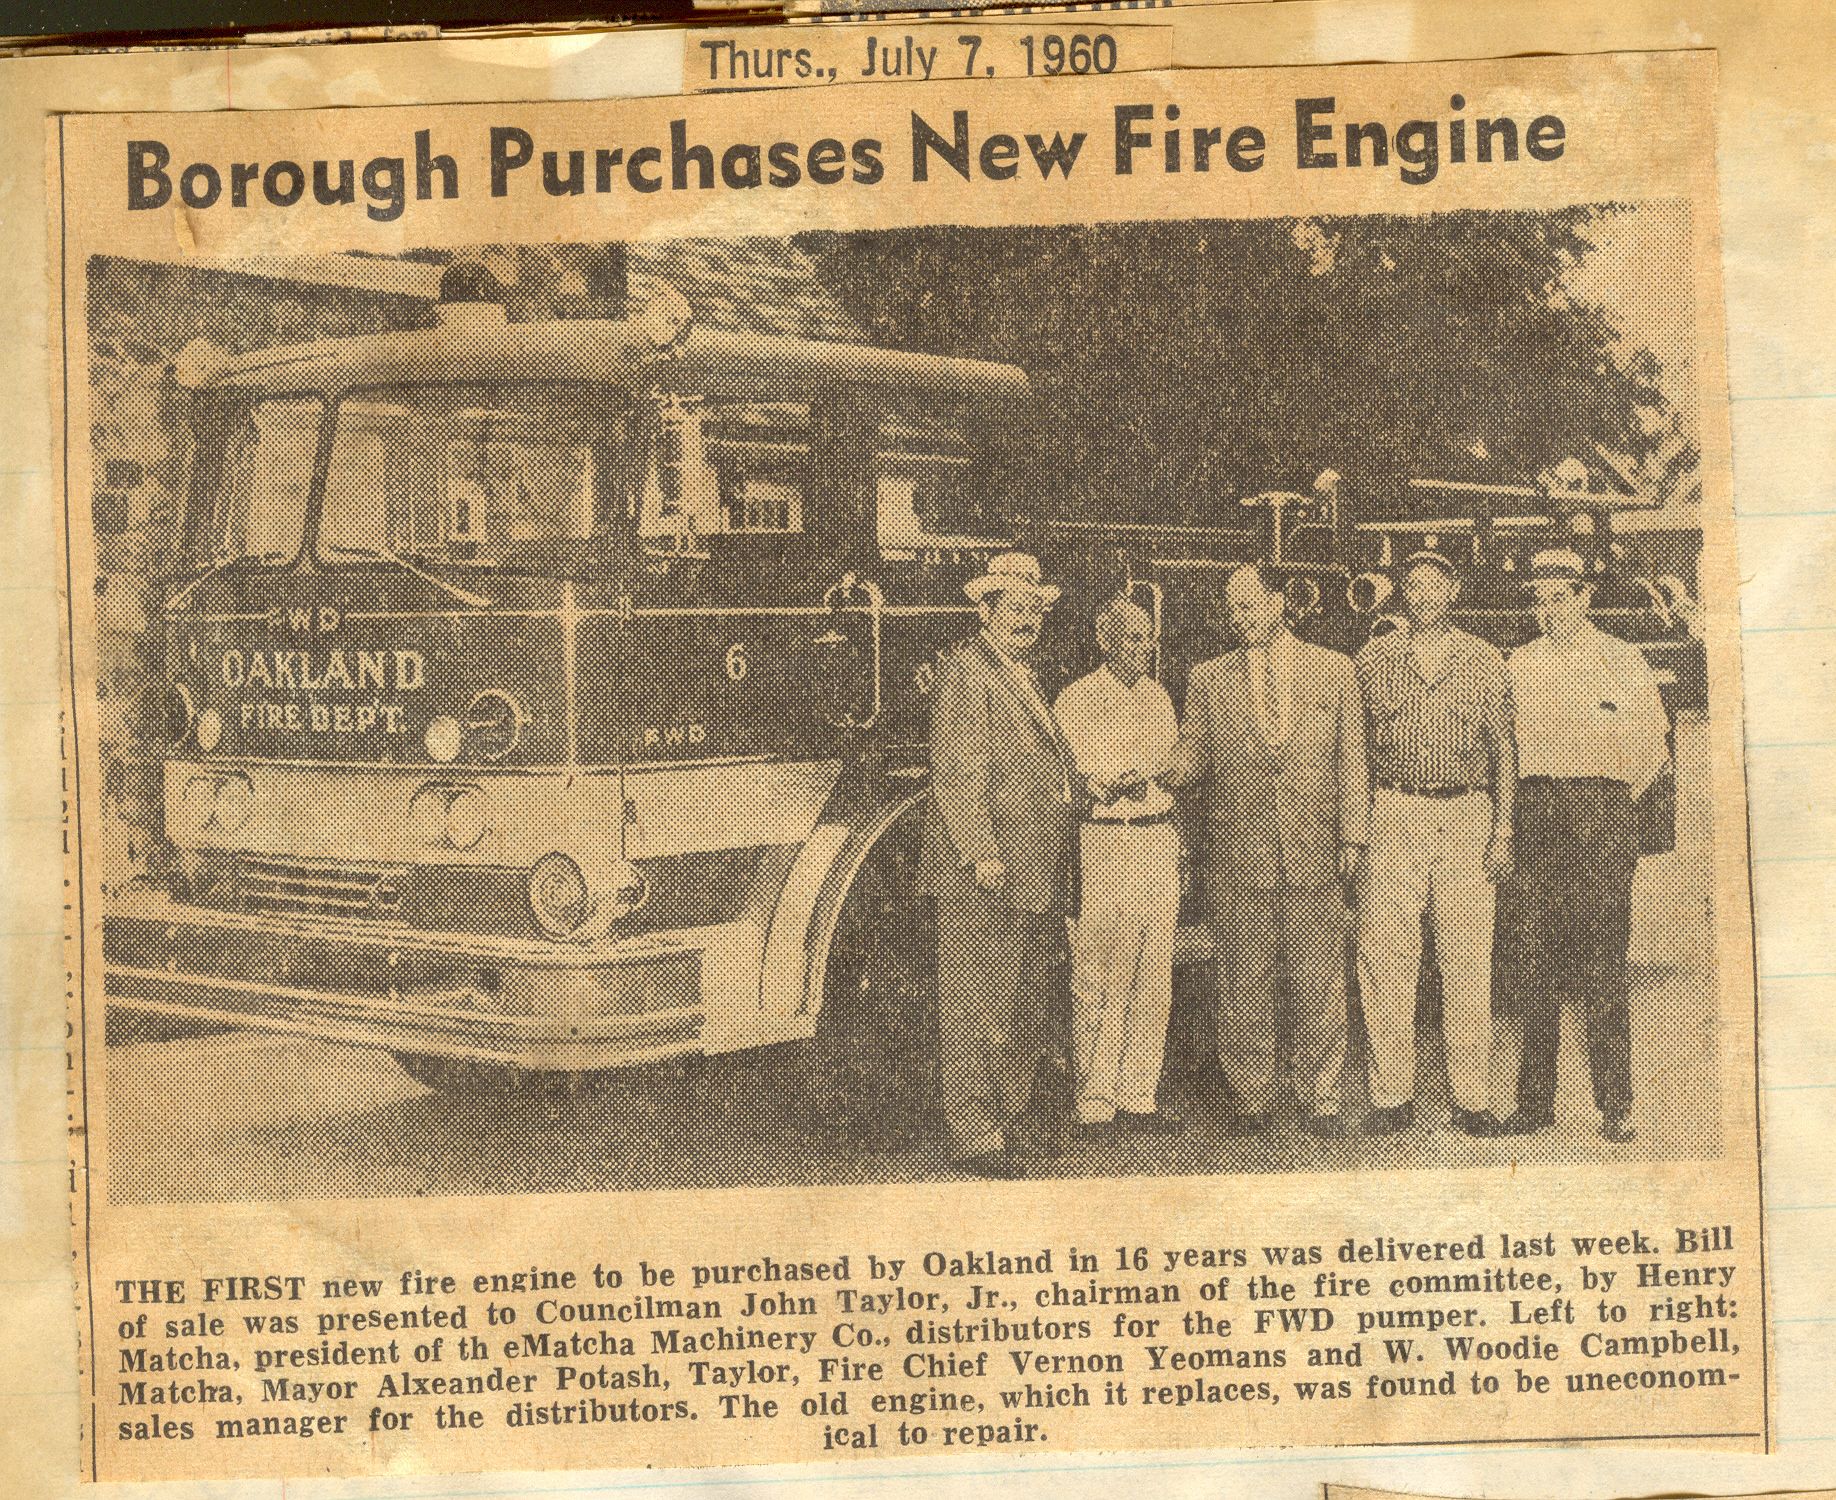 Thurs., July 7, 1960
Borough Purchases New Fire Engine
FWD
OAKLAND
FIRE DEP'T.
6
FWD
THE FIRST new fire engine to be purchased by Oakland in 16 years was delivered last week. Bill
of sale was presented to Councilman John Taylor, Jr., chairman of the fire committee, by Henry
Matcha, president of th eMatcha Machinery Co., distributors for the FWD pumper. Left to right:
Matcha, Mayor Alxeander Potash, Taylor, Fire Chief Vernon Yeomans and W. Woodie Campbell,
sales manager for the distributors. The old engine, which it replaces, was found to be uneconom-
ical to repair.